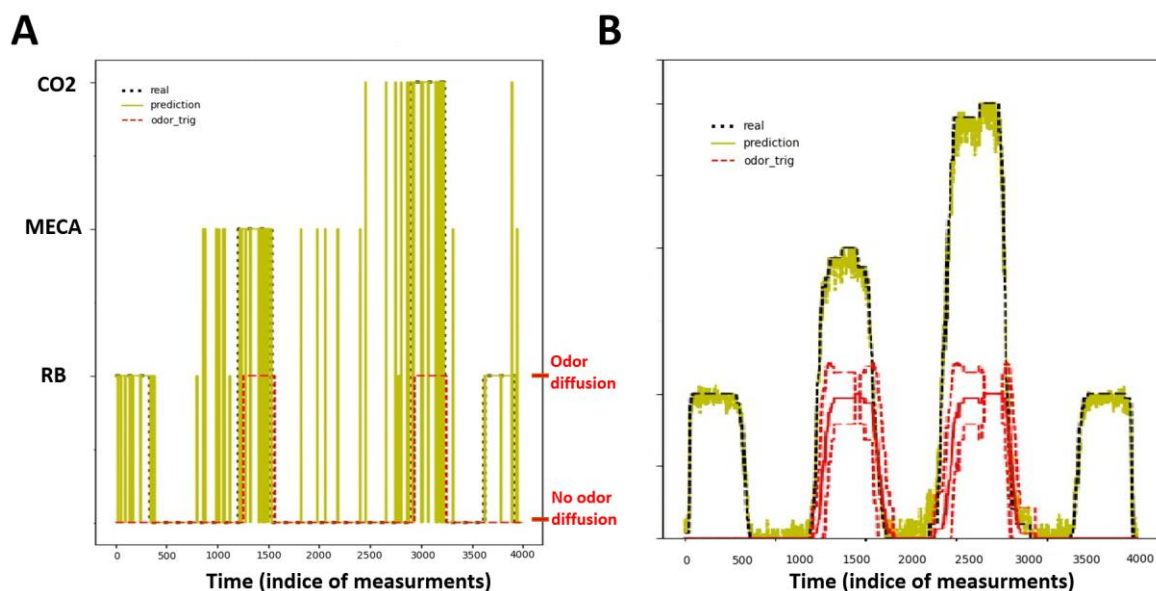 A
CO2
MECA
RB
real
prediction
odor_trig
Odor
diffusion
No odor
diffusion
0 500 1000 1500 2000 2500 3000 3500 4000
Time (indice of measurments)
B
real
prediction
odor_trig
0 500 1000 1500 2000 2500 3000 3500 4000
Time (indice of measurments)